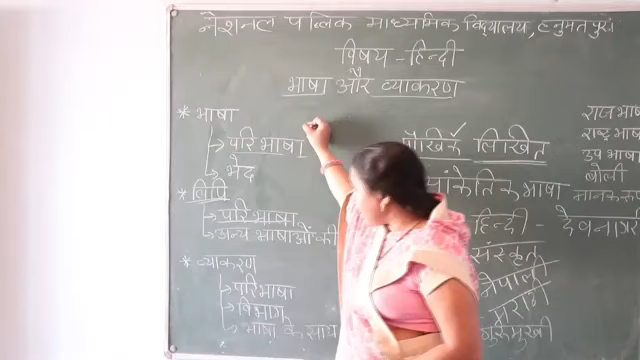 नेशनल पब्लिक माध्यमिक विद्यालय, हनुमतपुरा
विषय - हिन्दी
भाषा और व्याकरण
* भाषा
→ परिभाषा
→ भेद
* लिपि
→ परिभाषा
→ अन्य भाषाओं की
* व्याकरण
→ परिभाषा
→ विभाग
→ भाषा के साथ
मौखिक ✓ लिखित
सांकेतिक भाषा
हिन्दी - देवनागर
संस्कृत
नेपाली
मराठी
गुरुमुखी
राजभाषा
राष्ट्रभाषा
उपभाषा
बोली
मानक